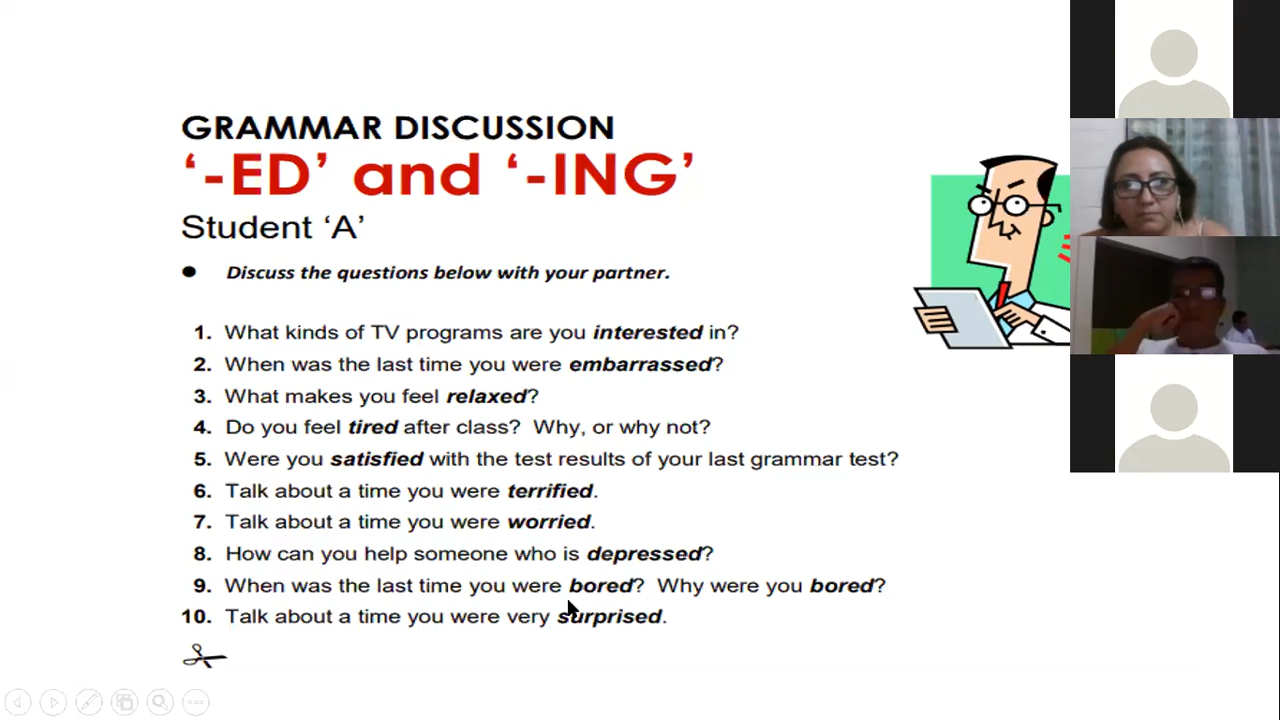 GRAMMAR DISCUSSION
‘-ED’ and ‘-ING’
Student ‘A’
● Discuss the questions below with your partner.
1. What kinds of TV programs are you interested in?
2. When was the last time you were embarrassed?
3. What makes you feel relaxed?
4. Do you feel tired after class? Why, or why not?
5. Were you satisfied with the test results of your last grammar test?
6. Talk about a time you were terrified.
7. Talk about a time you were worried.
8. How can you help someone who is depressed?
9. When was the last time you were bored? Why were you bored?
10. Talk about a time you were very surprised.